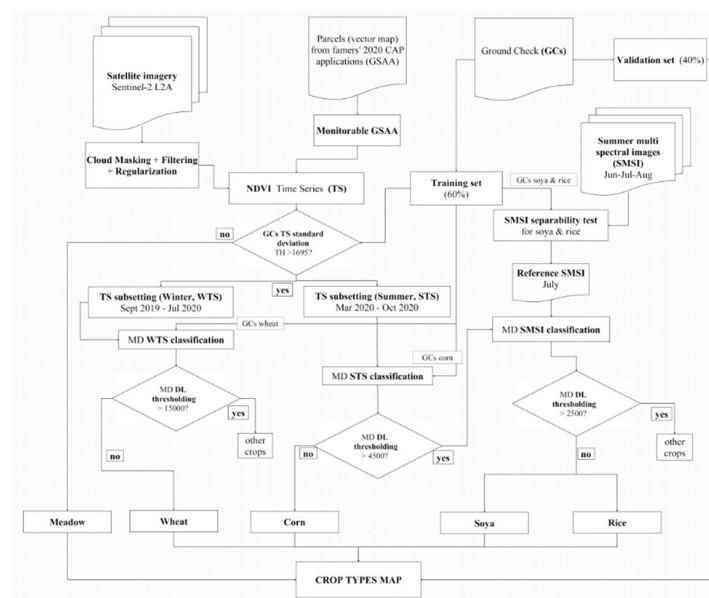 Satellite imagery
Sentinel-2 L2A
Parcels (vector map)
from famers' 2020 CAP
applications (GSAA)
Ground Check (GCs)
Validation set (40%)
Monitorable GSAA
Summer multi
spectral images
(SMSI)
Jun-Jul-Aug
Cloud Masking + Filtering
+ Regularization
NDVI Time Series (TS)
Training set
(60%)
GCs soya & rice
SMSI separability test
for soya & rice
no
GCs TS standard
deviation
TH >1695?
yes
Reference SMSI
July
TS subsetting (Winter, WTS)
Sept 2019 - Jul 2020
TS subsetting (Summer, STS)
Mar 2020 - Oct 2020
GCs wheat
MD WTS classification
MD SMSI classification
GCs corn
MD STS classification
MD DL
thresholding
> 15000?
yes
other
crops
no
MD DL
thresholding
> 4500?
no
yes
MD DL
thresholding
> 2500?
yes
other
crops
no
Meadow
Wheat
Corn
Soya
Rice
CROP TYPES MAP